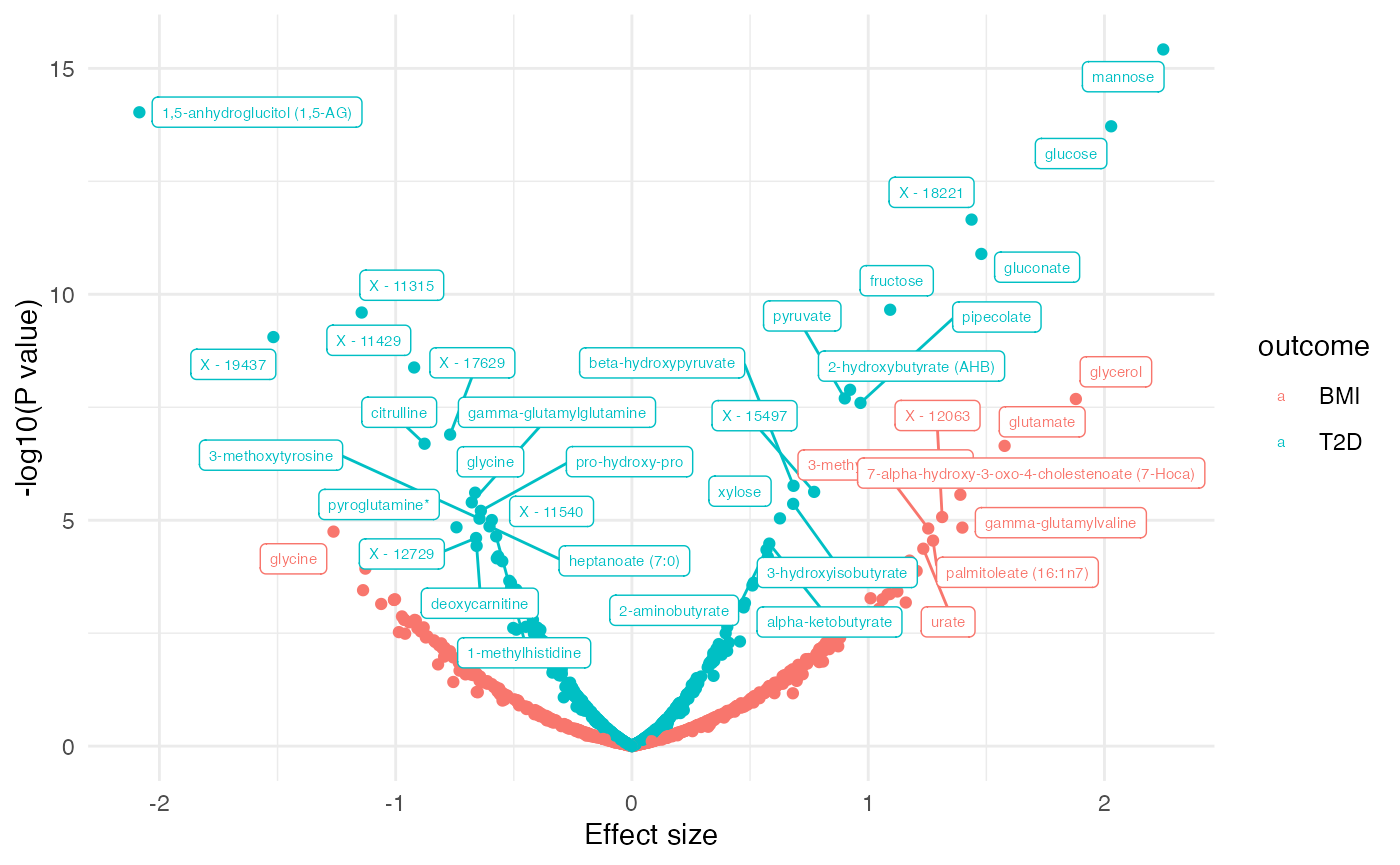 15
10
5
0
-2
-1
0
1
2
-log10(P value)
Effect size
mannose
1,5-anhydroglucitol (1,5-AG)
glucose
X - 18221
gluconate
fructose
X - 11315
pyruvate
pipecolate
X - 11429
X - 19437
X - 17629
beta-hydroxypyruvate
2-hydroxybutyrate (AHB)
glycerol
citrulline
gamma-glutamylglutamine
X - 15497
X - 12063
glutamate
3-methoxytyrosine
glycine
pro-hydroxy-pro
7-alpha-hydroxy-3-oxo-4-cholestenoate (7-Hoca)
xylose
pyroglutamine*
X - 11540
gamma-glutamylvaline
glycine
X - 12729
heptanoate (7:0)
3-hydroxyisobutyrate
palmitoleate (16:1n7)
deoxycarnitine
2-aminobutyrate
alpha-ketobutyrate
urate
1-methylhistidine
outcome
a BMI
a T2D